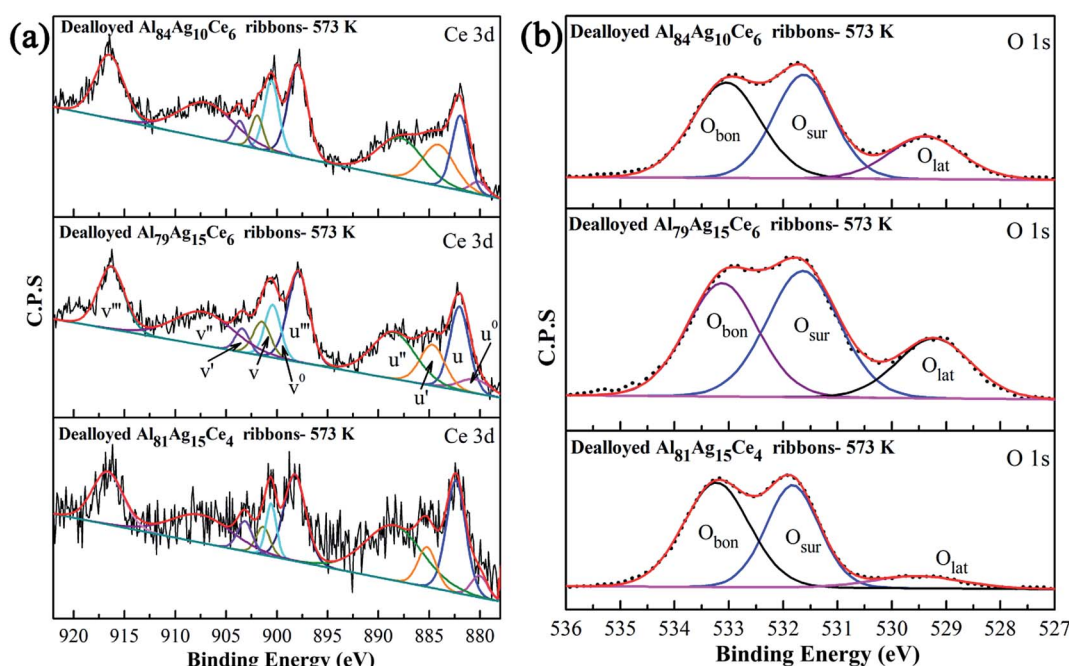 (a)
Dealloyed Al84Ag10Ce6 ribbons- 573 K
Ce 3d
Dealloyed Al79Ag15Ce6 ribbons- 573 K
Ce 3d
v'''
v''
v'
v
v0
u'''
u''
u'
u
u0
Dealloyed Al81Ag15Ce4 ribbons- 573 K
Ce 3d
C.P.S
920 915 910 905 900 895 890 885 880
Binding Energy (eV)
(b)
Dealloyed Al84Ag10Ce6 ribbons- 573 K
O 1s
Obon
Osur
Olat
Dealloyed Al79Ag15Ce6 ribbons- 573 K
O 1s
Obon
Osur
Olat
Dealloyed Al81Ag15Ce4 ribbons- 573 K
O 1s
Obon
Osur
Olat
C.P.S
536 535 534 533 532 531 530 529 528 527
Binding Energy (eV)